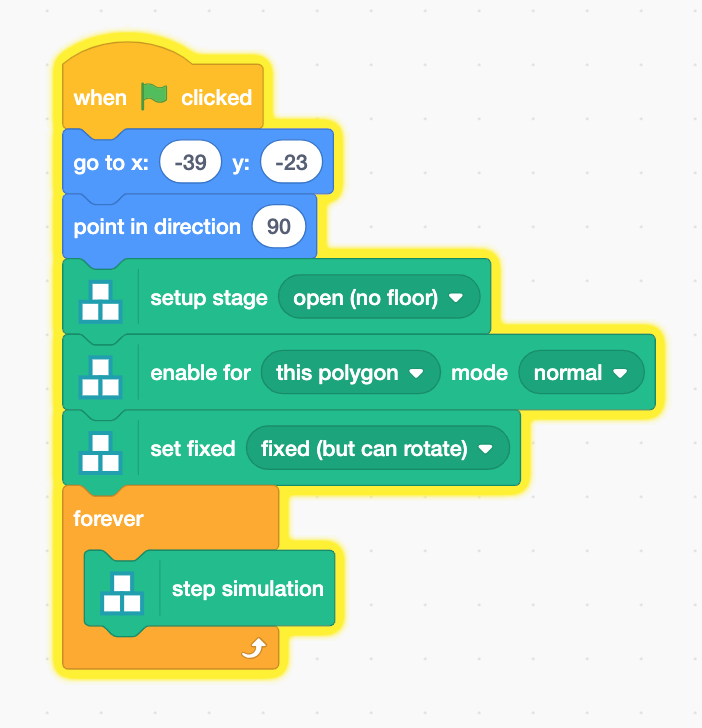 when clicked
go to x: -39 y: -23
point in direction 90
setup stage open (no floor)
enable for this polygon mode normal
set fixed fixed (but can rotate)
forever
step simulation